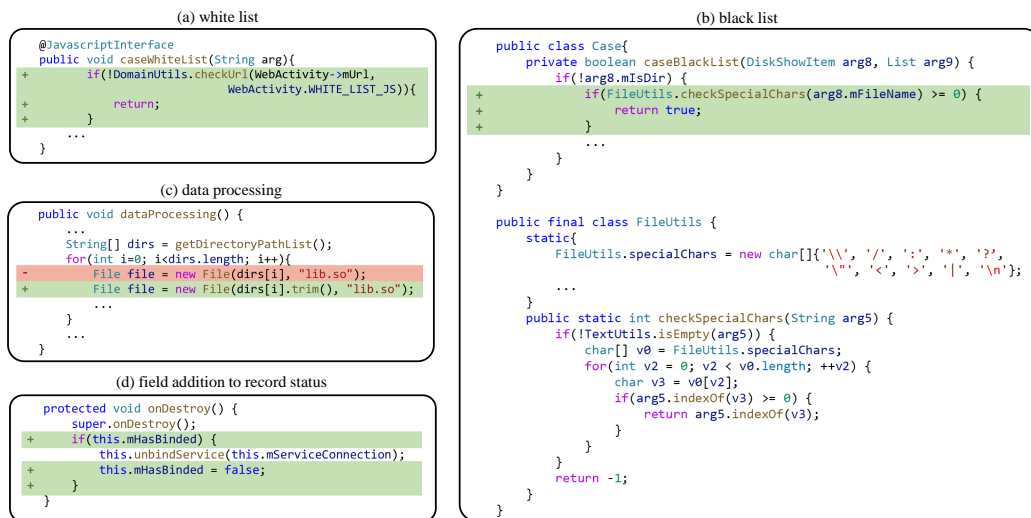 (a) white list
@JavascriptInterface
public void caseWhiteList(String arg){
+ if(!DomainUtils.checkUrl(WebActivity->mUrl,
WebActivity.WHITE_LIST_JS)){
+ return;
+ }
...
}
(c) data processing
public void dataProcessing() {
...
String[] dirs = getDirectoryPathList();
for(int i=0; i<dirs.length; i++){
- File file = new File(dirs[i], "lib.so");
+ File file = new File(dirs[i].trim(), "lib.so");
...
}
...
}
(d) field addition to record status
protected void onDestroy() {
super.onDestroy();
+ if(this.mHasBinded) {
this.unbindService(this.mServiceConnection);
+ this.mHasBinded = false;
+ }
}
(b) black list
public class Case{
private boolean caseBlackList(DiskShowItem arg8, List arg9) {
if(!arg8.mIsDir) {
+ if(FileUtils.checkSpecialChars(arg8.mFileName) >= 0) {
+ return true;
+ }
...
}
}
}
public final class FileUtils {
static{
FileUtils.specialChars = new char[]{'\\', '/', ':', '*', '?’,
'\"', '<', '>', '|', '\n'};
...
}
public static int checkSpecialChars(String arg5) {
if(!TextUtils.isEmpty(arg5)) {
char[] v0 = FileUtils.specialChars;
for(int v2 = 0; v2 < v0.length; ++v2) {
char v3 = v0[v2];
if(arg5.indexOf(v3) >= 0) {
return arg5.indexOf(v3);
}
}
}
return -1;
}
}